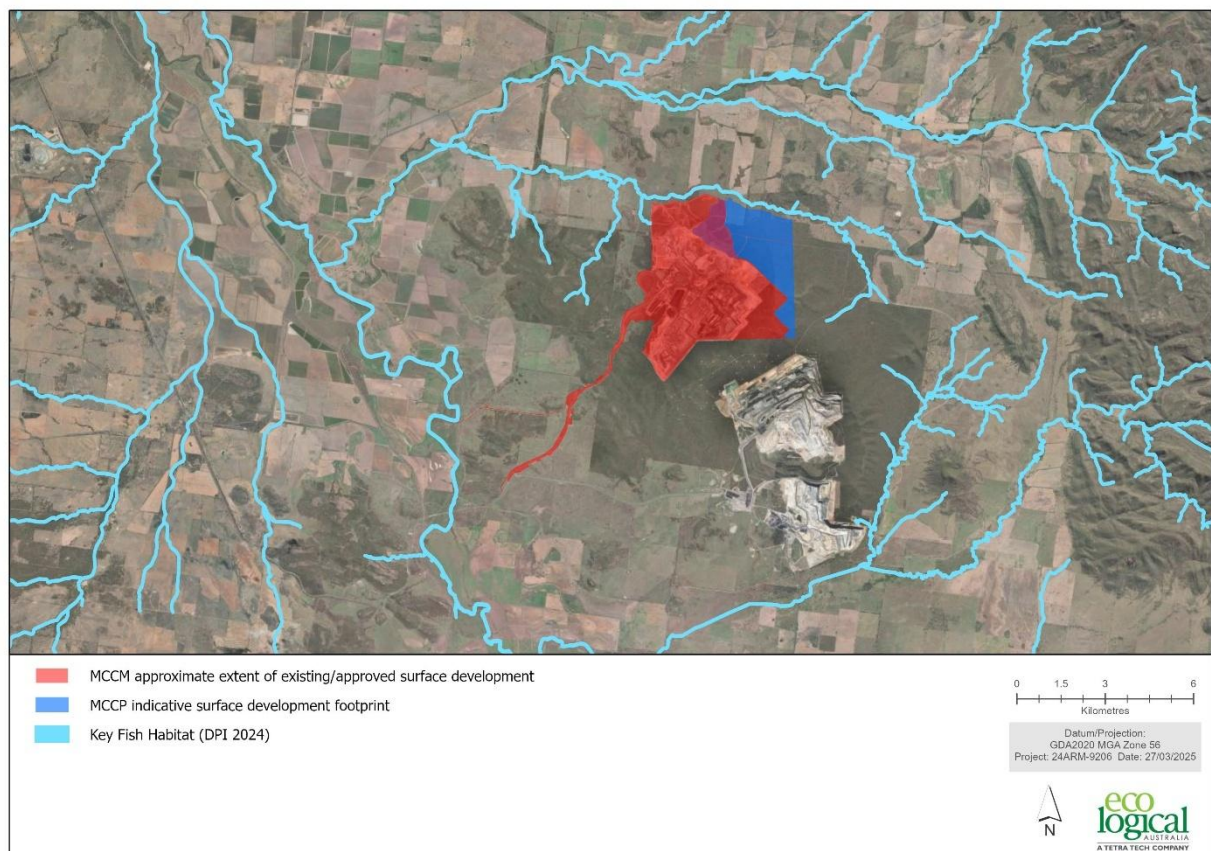 MCCM approximate extent of existing/approved surface development
MCCP indicative surface development footprint
Key Fish Habitat (DPI 2024)
0 1.5 3 6
Kilometres
Datum/Projection:
GDA2020 MGA Zone 56
Project: 24ARM-9206 Date: 27/03/2025
N
eco
logical
AUSTRALIA
A TETRA TECH COMPANY